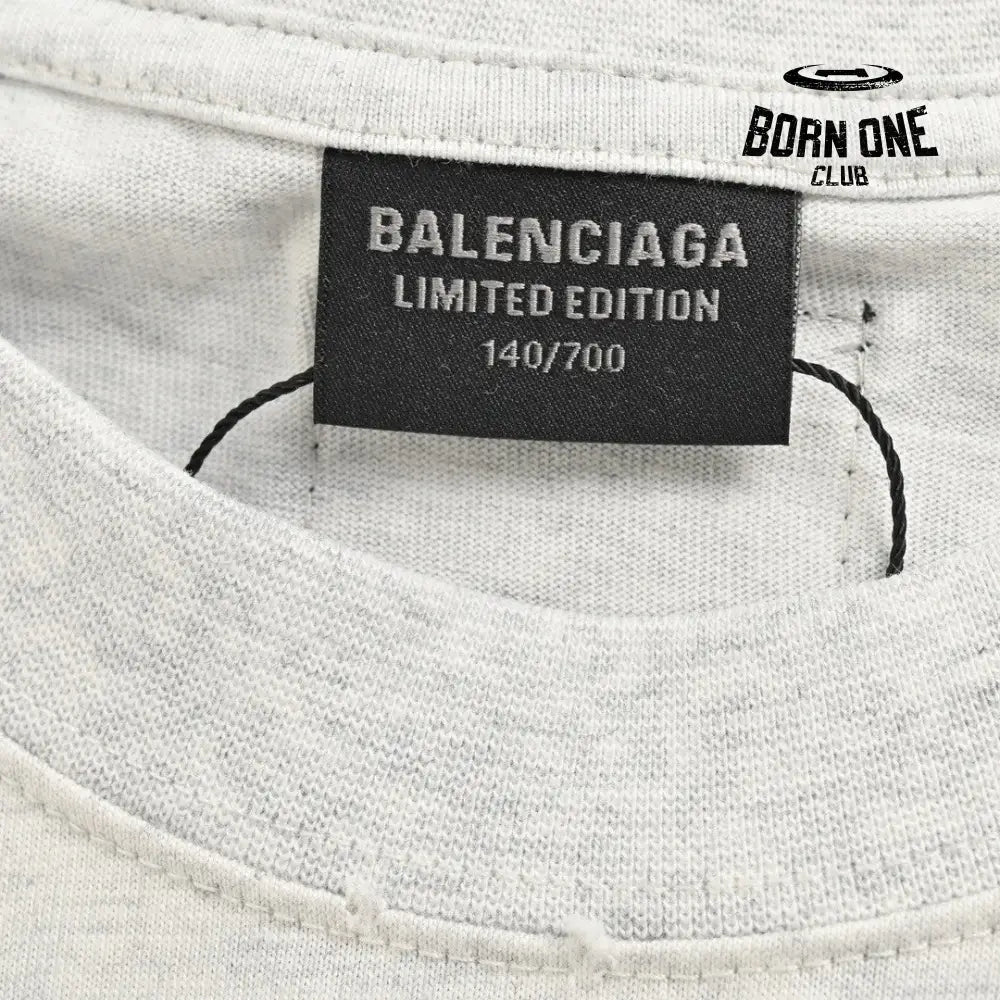 BORN ONE
CLUB
BALENCIAGA
LIMITED EDITION
140/700